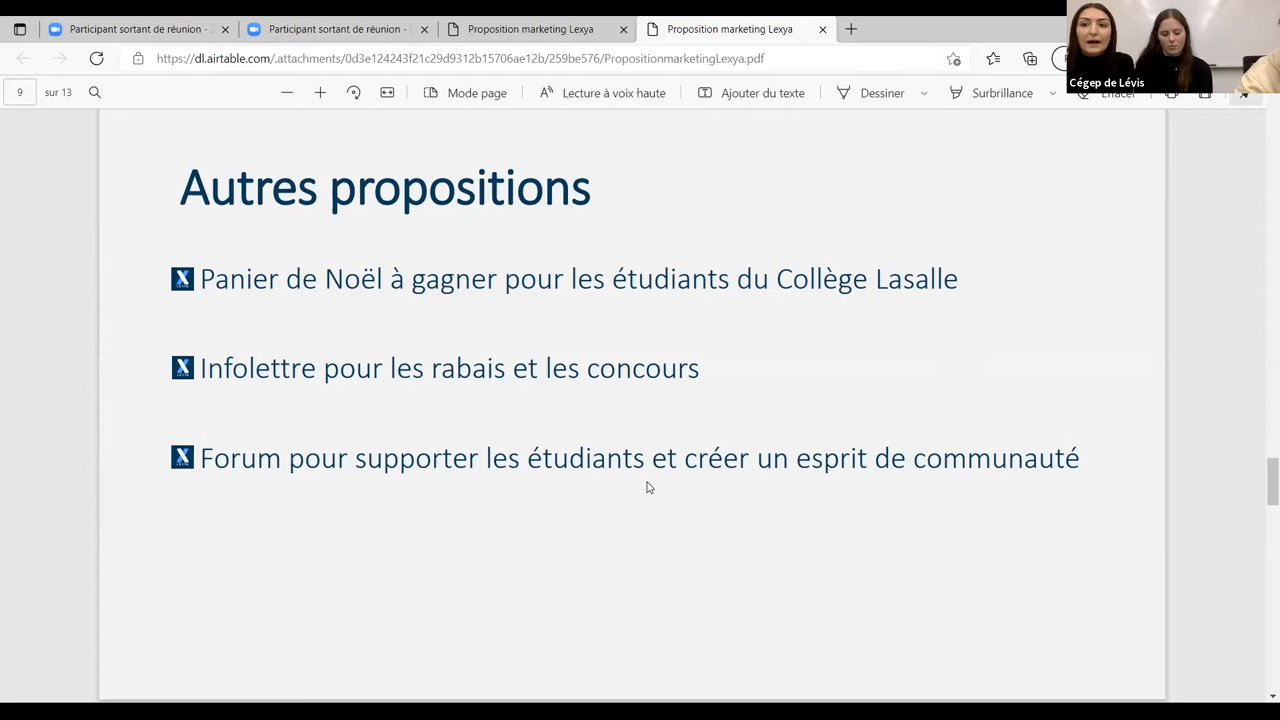 Participant sortant de réunion -
Participant sortant de réunion -
Proposition marketing Lexya
Proposition marketing Lexya
https://dl.airtable.com/.attachments/0d3224243f21c29d931b15706ae12b/259be576/PropositionmarketingLexya.pdf
9 sur 13
Mode page
Lecture à voix haute
Ajouter du texte
Dessiner
Surbrillance
Effacer
Cégep de Lévis
Autres propositions
Panier de Noël à gagner pour les étudiants du Collège Lasalle
Infolettre pour les rabais et les concours
Forum pour supporter les étudiants et créer un esprit de communauté